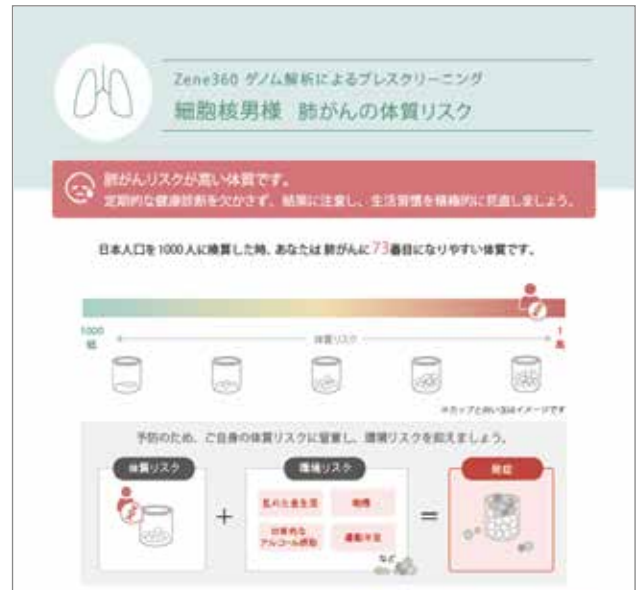 Zene360 ゲノム解析によるプレスクリーニング
細胞核男様 肺がんの体質リスク
肺がんリスクが高い体質です。
定期的な健康診断を欠かさず、結果に注意し、生活習慣を積極的に見直しましょう。
日本人口を1000人に換算した時、あなたは 肺がんに73番目になりやすい体質です。
1000
低
体質リスク
1
高
※カップと白い玉はイメージです
予防のため、ご自身の体質リスクに留意し、環境リスクを抑えましょう。
体質リスク
+
環境リスク
乱れた食生活
喫煙
日常的な
アルコール摂取
運動不足
など
=
発症